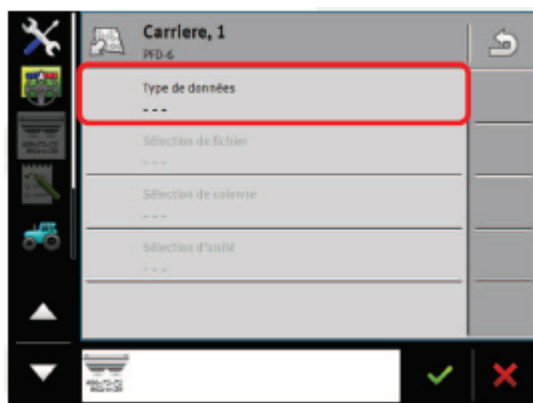 Carriere, 1
PFD-6
Type de données
- - -
Sélection de fichier
- - -
Sélection de colonne
- - -
Sélection d'unité
- - -